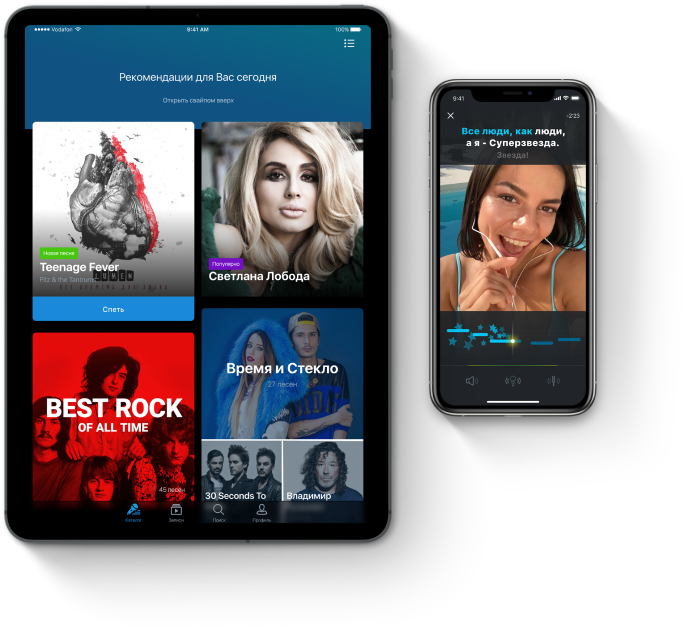 Vodafon
9:41 AM
100%
Рекомендации для Вас сегодня
Открыть свайпом вверх
Новая песня
Teenage Fever
Fitz & the Tantrums
Спеть
Популярно
Светлана Лобода
BEST ROCK
OF ALL TIME
45 песен
Время и Стекло
27 песен
30 Seconds To
Владимир
Каталог
Записи
Поиск
Профиль
9:41
-2:23
Все люди, как люди,
а я - Суперзвезда.
Звезда!